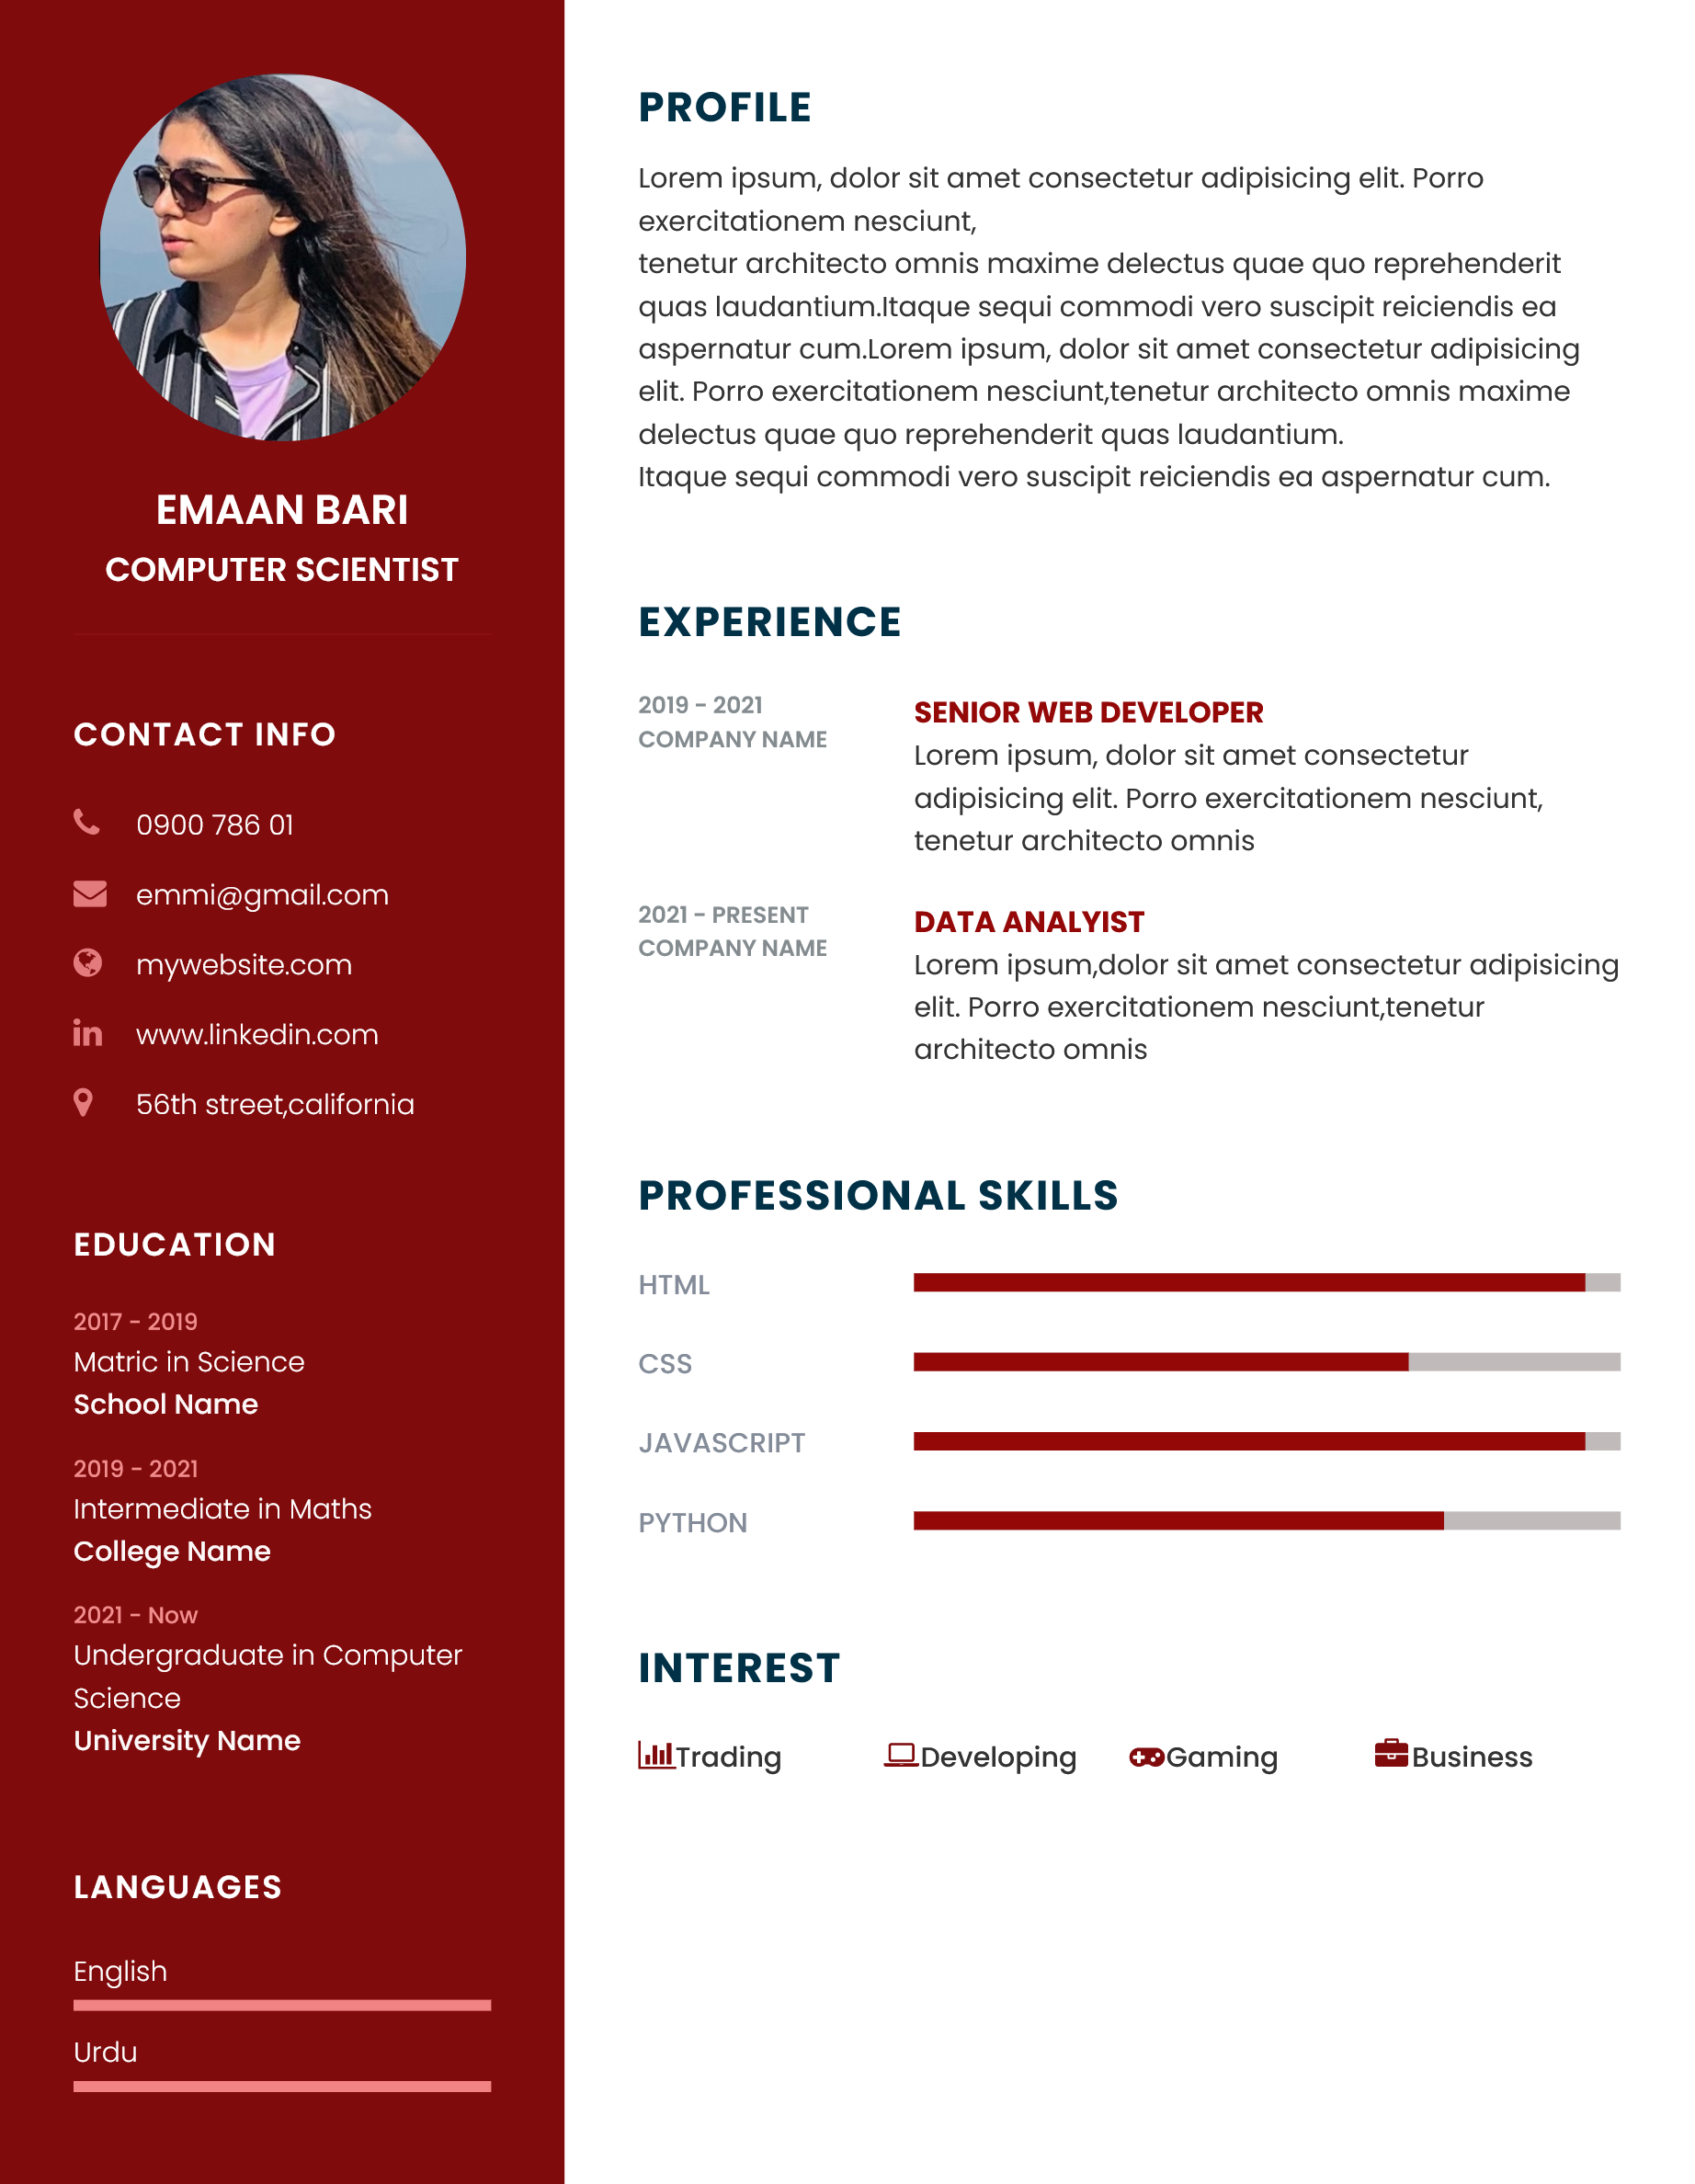 EMAAN BARI
COMPUTER SCIENTIST
CONTACT INFO
0900 786 01
emmi@gmail.com
mywebsite.com
www.linkedin.com
56th street,california
EDUCATION
2017 - 2019
Matric in Science
School Name
2019 - 2021
Intermediate in Maths
College Name
2021 - Now
Undergraduate in Computer
Science
University Name
LANGUAGES
English
Urdu
PROFILE
Lorem ipsum, dolor sit amet consectetur adipisicing elit. Porro
exercitationem nesciunt,
tenetur architecto omnis maxime delectus quae quo reprehenderit
quas laudantium.Itaque sequi commodi vero suscipit reiciendis ea
aspernatur cum.Lorem ipsum, dolor sit amet consectetur adipisicing
elit. Porro exercitationem nesciunt,tenetur architecto omnis maxime
delectus quae quo reprehenderit quas laudantium.
Itaque sequi commodi vero suscipit reiciendis ea aspernatur cum.
EXPERIENCE
2019 - 2021
COMPANY NAME
SENIOR WEB DEVELOPER
Lorem ipsum, dolor sit amet consectetur
adipisicing elit. Porro exercitationem nesciunt,
tenetur architecto omnis
2021 - PRESENT
COMPANY NAME
DATA ANALYIST
Lorem ipsum,dolor sit amet consectetur adipisicing
elit. Porro exercitationem nesciunt,tenetur
architecto omnis
PROFESSIONAL SKILLS
HTML
CSS
JAVASCRIPT
PYTHON
INTEREST
Trading Developing Gaming Business